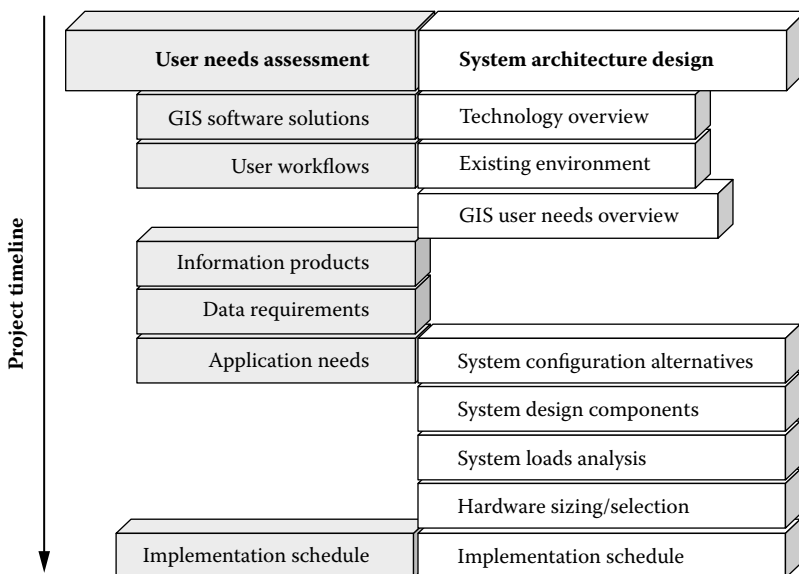 User needs assessment
System architecture design
GIS software solutions
Technology overview
User workflows
Existing environment
GIS user needs overview
Information products
Data requirements
Application needs
System configuration alternatives
System design components
System loads analysis
Hardware sizing/selection
Implementation schedule
Implementation schedule
Project timeline